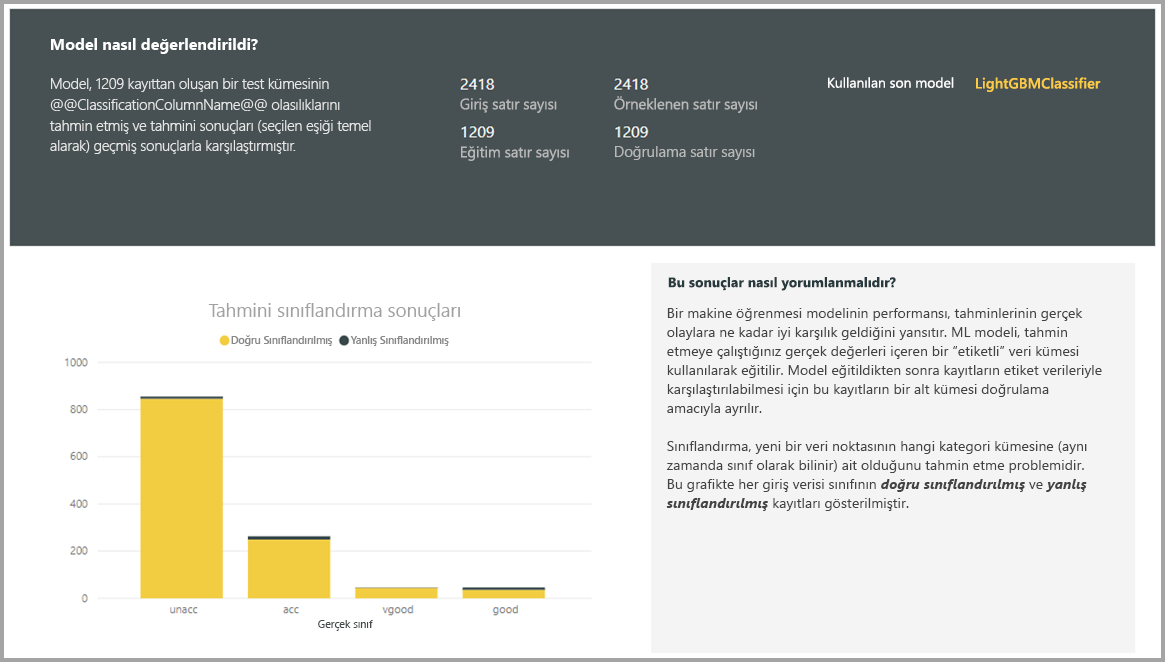 Model nasıl değerlendirildi?
Model, 1209 kayıttan oluşan bir test kümesinin
@@ClassificationColumnName@@ olasılıklarını
tahmin etmiş ve tahmini sonuçları (seçilen eşiği temel
alarak) geçmiş sonuçlarla karşılaştırmıştır.
2418
Giriş satır sayısı
2418
Örneklenen satır sayısı
1209
Eğitim satır sayısı
1209
Doğrulama satır sayısı
Kullanılan son model LightGBMClassifier
Tahmini sınıflandırma sonuçları
Doğru Sınıflandırılmış Yanlış Sınıflandırılmış
1000
800
600
400
200
0
unacc acc vgood good
Gerçek sınıf
Bu sonuçlar nasıl yorumlanmalıdır?
Bir makine öğrenmesi modelinin performansı, tahminlerinin gerçek
olaylara ne kadar iyi karşılık geldiğini yansıtır. ML modeli, tahmin
etmeye çalıştığınız gerçek değerleri içeren bir “etiketli” veri kümesi
kullanılarak eğitilir. Model eğitildikten sonra kayıtların etiket verileriyle
karşılaştırılabilmesi için bu kayıtların bir alt kümesi doğrulama
amacıyla ayrılır.
Sınıflandırma, yeni bir veri noktasının hangi kategori kümesine (aynı
zamanda sınıf olarak bilinir) ait olduğunu tahmin etme problemidir.
Bu grafikte her giriş verisi sınıfının doğru sınıflandırılmış ve yanlış
sınıflandırılmış kayıtları gösterilmiştir.